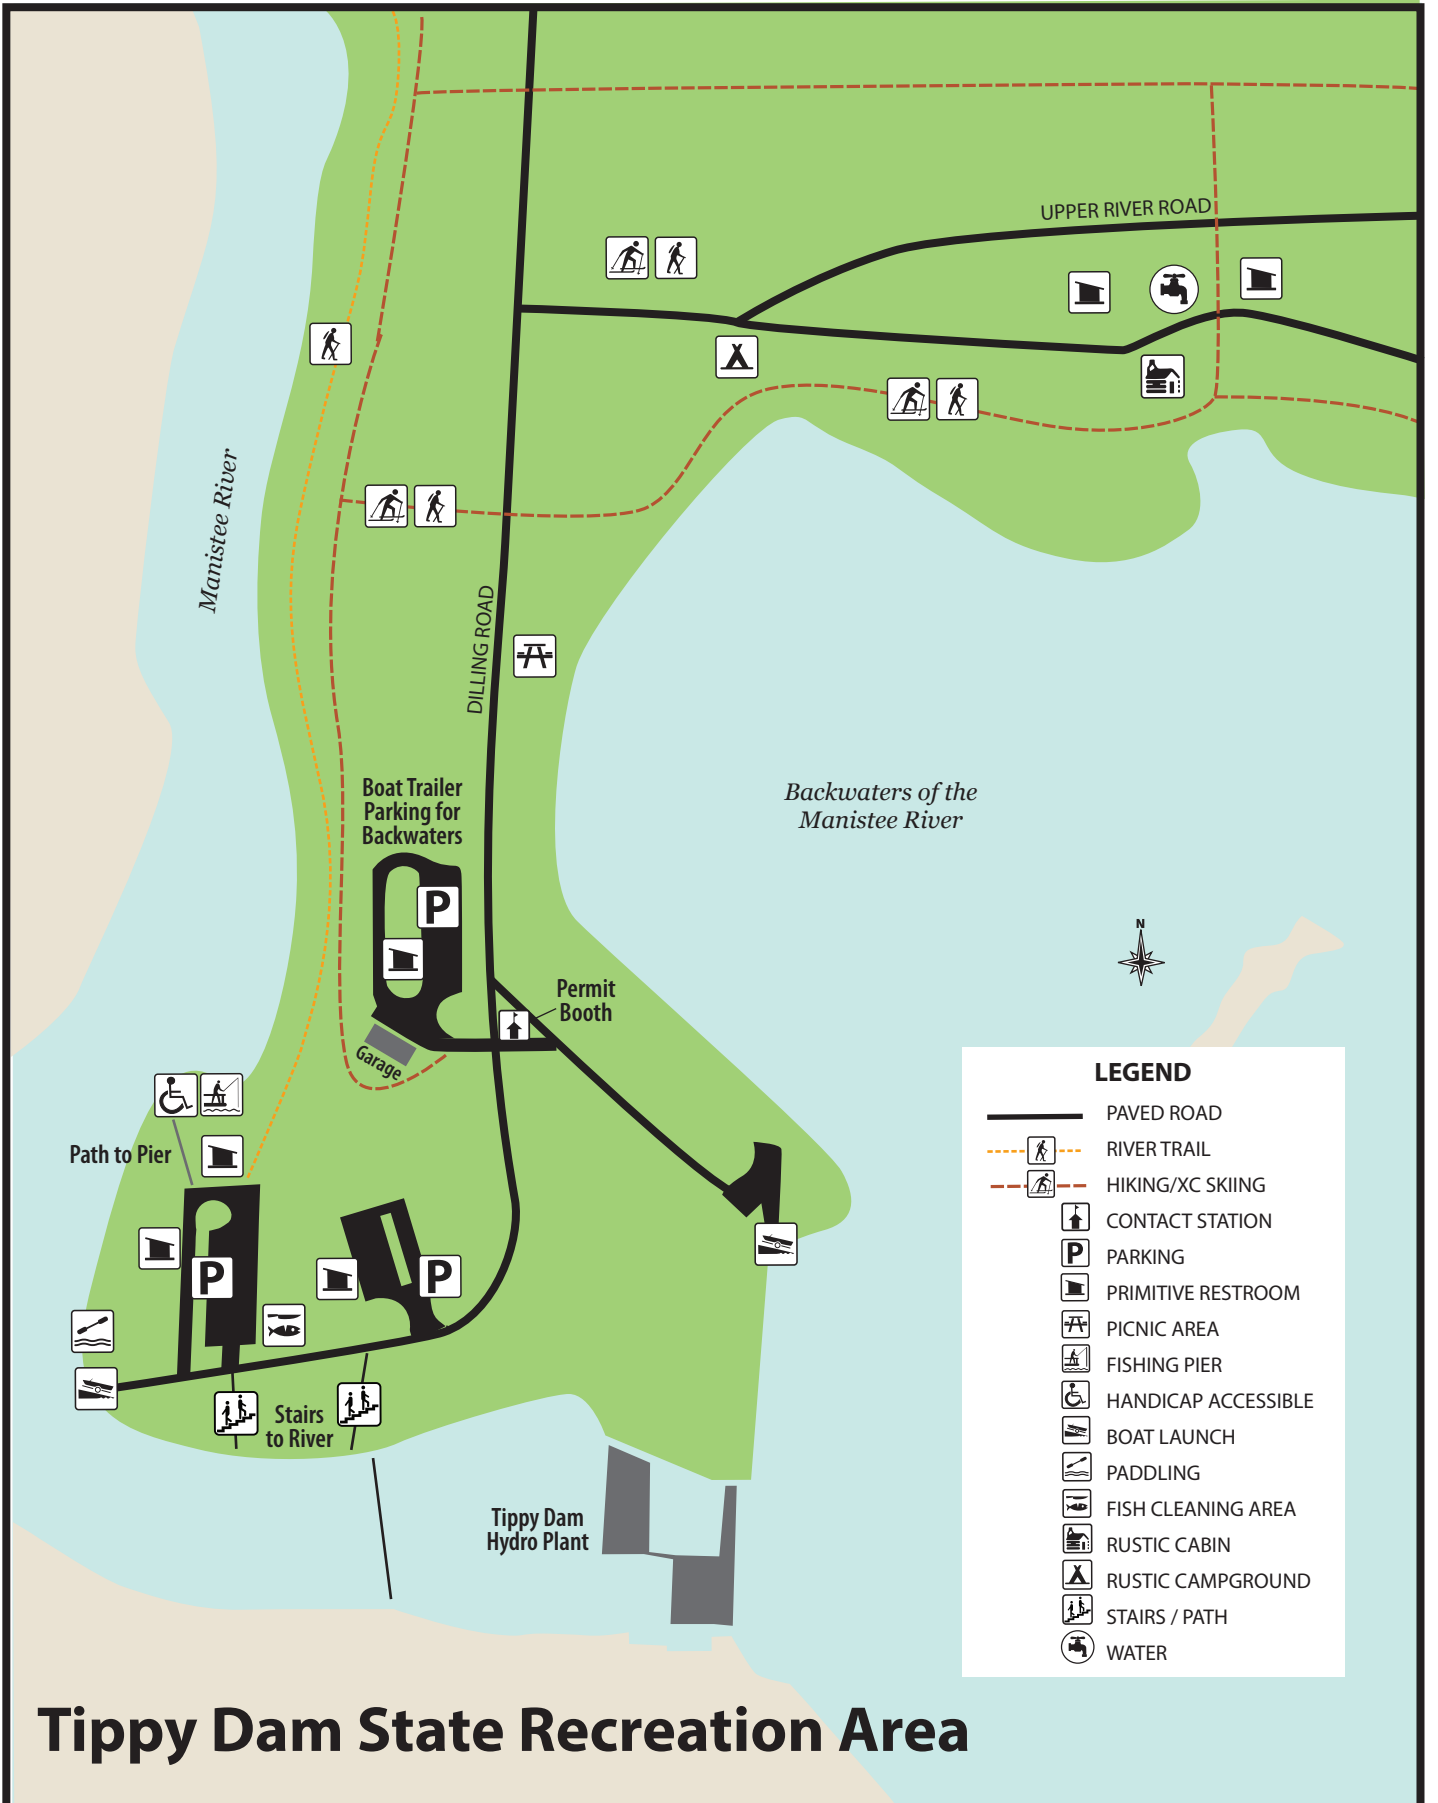 UPPER RIVER ROAD
Manistee River
DILLING ROAD
Boat Trailer
Parking for
Backwaters
P
Backwaters of the
Manistee River
N
Permit
Booth
Garage
Path to Pier
P
P
Stairs
to River
Tippy Dam
Hydro Plant
LEGEND
PAVED ROAD
RIVER TRAIL
HIKING/XC SKIING
CONTACT STATION
P PARKING
PRIMITIVE RESTROOM
PICNIC AREA
FISHING PIER
HANDICAP ACCESSIBLE
BOAT LAUNCH
PADDLING
FISH CLEANING AREA
RUSTIC CABIN
RUSTIC CAMPGROUND
STAIRS / PATH
WATER
Tippy Dam State Recreation Area